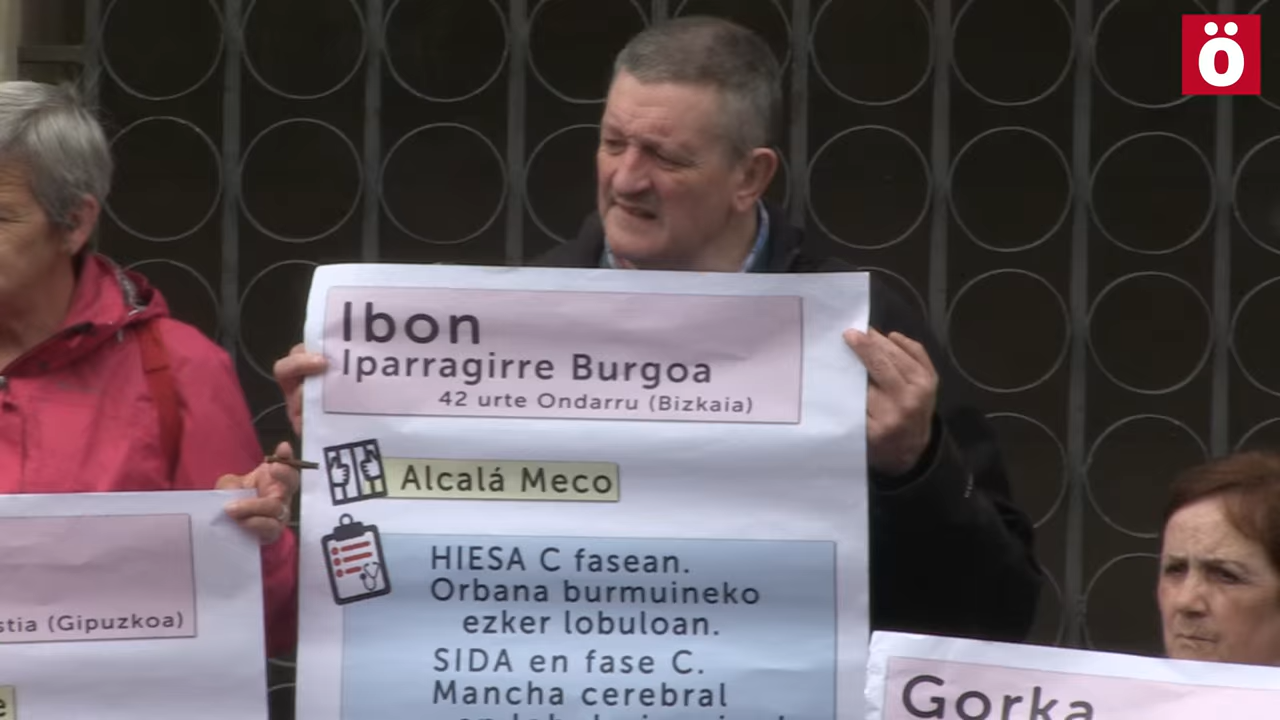 Ö
Ibon
Iparragirre Burgoa
42 urte Ondarru (Bizkaia)
Alcalá Meco
HIESA C fasean.
Orbana burmuineko
ezker lobuloan.
SIDA en fase C.
Mancha cerebral
(Gipuzkoa)
Gorka